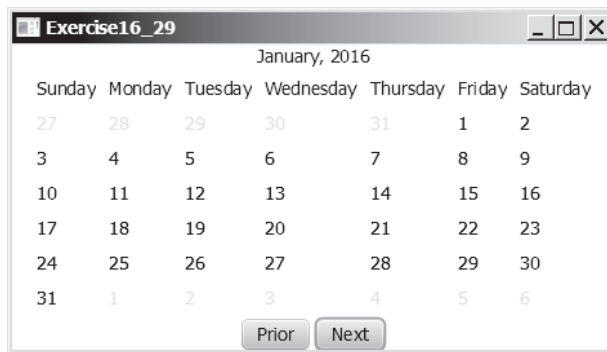 Exercise16_29
January, 2016
Sunday Monday Tuesday Wednesday Thursday Friday Saturday
27 28 29 30 31 1 2
3 4 5 6 7 8 9
10 11 12 13 14 15 16
17 18 19 20 21 22 23
24 25 26 27 28 29 30
31 1 2 3 4 5 6
Prior Next